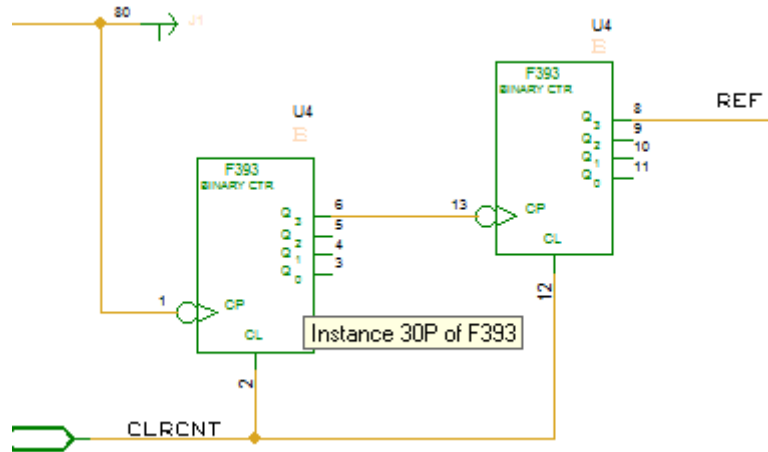 80
J1
U4
B
F393
BINARY CTR
Q3
Q2
Q1
Q0
8
9
10
11
REF
13
CP
CL
12
U4
B
F393
BINARY CTR
Q3
Q2
Q1
Q0
6
5
4
3
1
CP
CL
2
Instance 30P of F393
CLRCNT